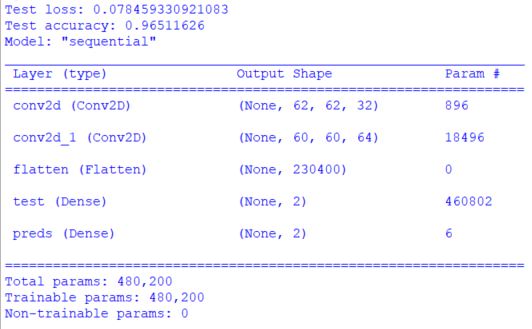 Test loss: 0.078459330921083
Test accuracy: 0.96511626
Model: "sequential"
Layer (type) Output Shape Param #
conv2d (Conv2D) (None, 62, 62, 32) 896
conv2d_1 (Conv2D) (None, 60, 60, 64) 18496
flatten (Flatten) (None, 230400) 0
test (Dense) (None, 2) 460802
preds (Dense) (None, 2) 6
Total params: 480,200
Trainable params: 480,200
Non-trainable params: 0